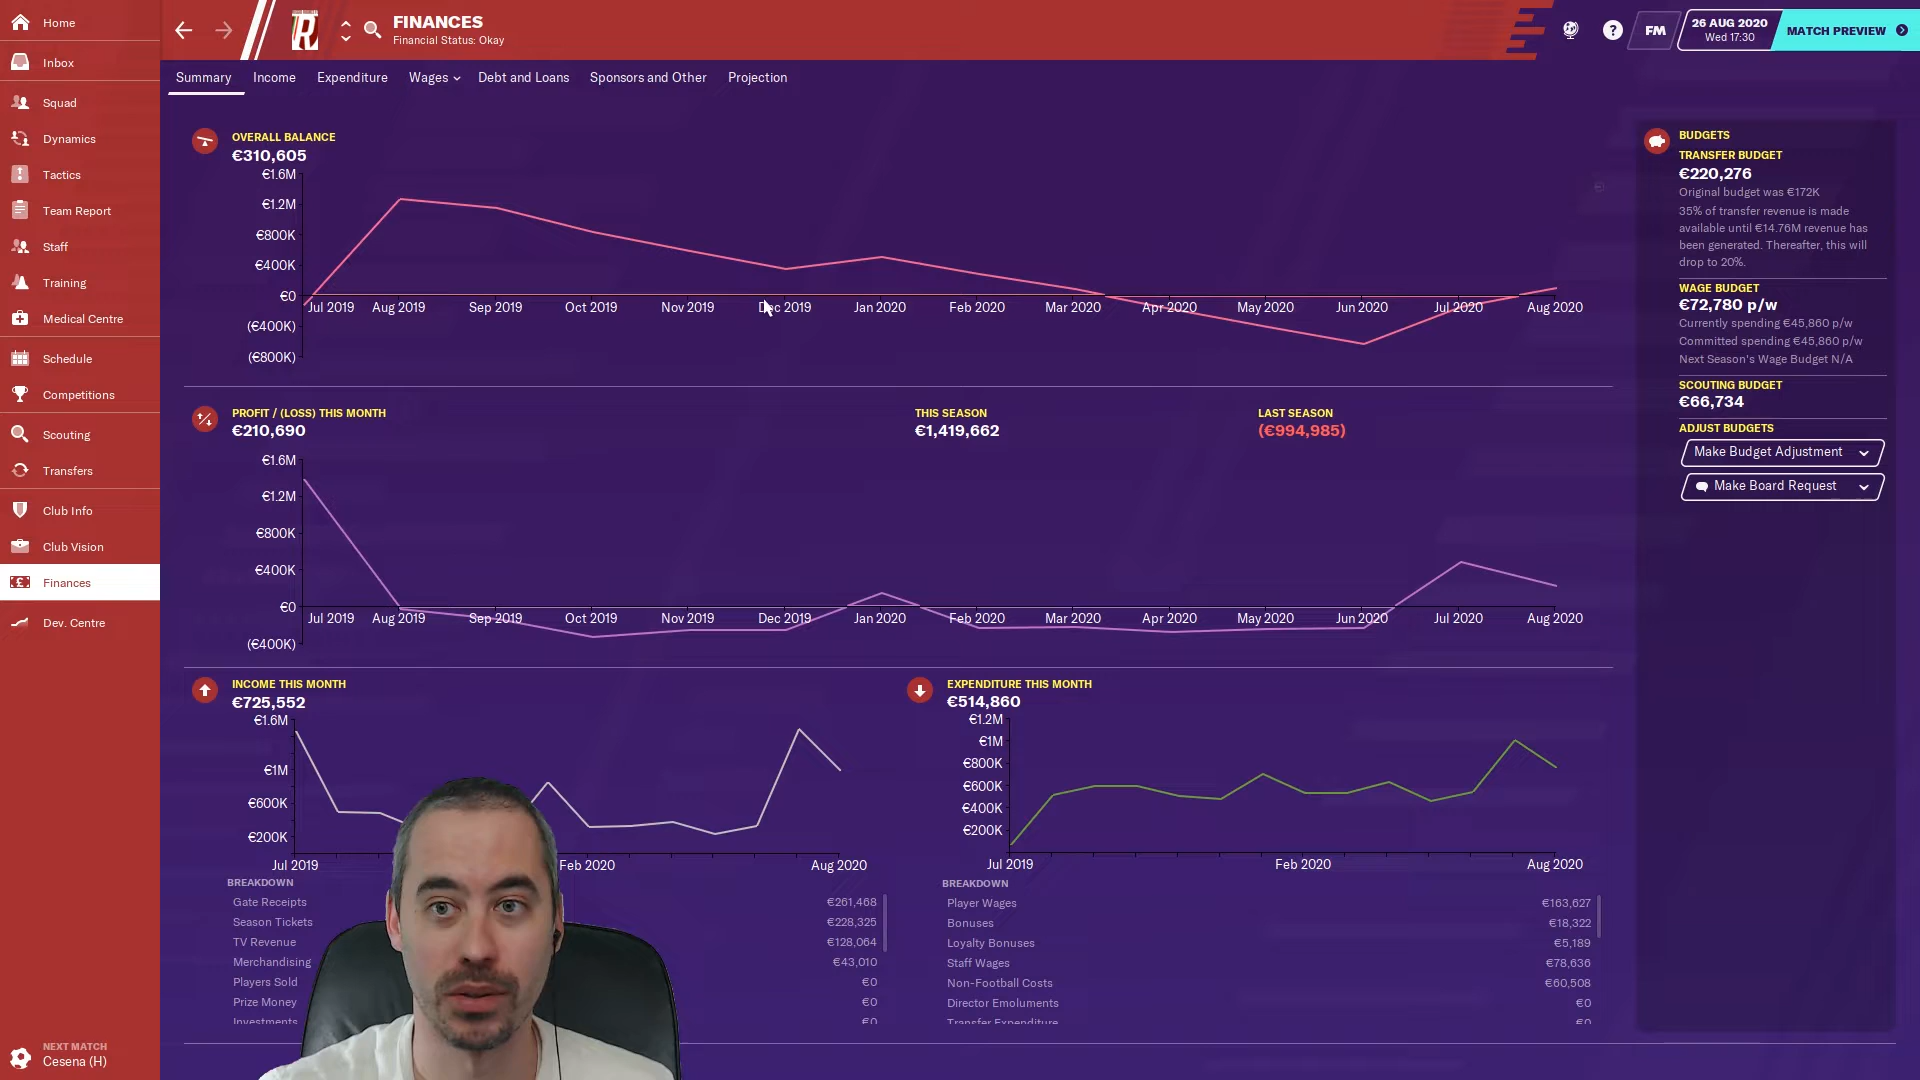 Home
Inbox
Squad
Dynamics
Tactics
Team Report
Staff
Training
Medical Centre
Schedule
Competitions
Scouting
Transfers
Club Info
Club Vision
Finances
Dev. Centre
NEXT MATCH
Cesena (H)
R
FINANCES
Financial Status: Okay
?
FM
26 AUG 2020
Wed 17:30
MATCH PREVIEW
Summary Income Expenditure Wages Debt and Loans Sponsors and Other Projection
OVERALL BALANCE
€310,605
€1.6M
€1.2M
€800K
€400K
€0
(€400K)
(€800K)
Jul 2019 Aug 2019 Sep 2019 Oct 2019 Nov 2019 Dec 2019 Jan 2020 Feb 2020 Mar 2020 Apr 2020 May 2020 Jun 2020 Jul 2020 Aug 2020
PROFIT / (LOSS) THIS MONTH
€210,690
THIS SEASON
€1,419,662
LAST SEASON
(€994,985)
€1.6M
€1.2M
€800K
€400K
€0
(€400K)
Jul 2019 Aug 2019 Sep 2019 Oct 2019 Nov 2019 Dec 2019 Jan 2020 Feb 2020 Mar 2020 Apr 2020 May 2020 Jun 2020 Jul 2020 Aug 2020
INCOME THIS MONTH
€725,552
€1.6M
€1M
€600K
€200K
Jul 2019 Feb 2020 Aug 2020
BREAKDOWN
Gate Receipts €261,468
Season Tickets €228,325
TV Revenue €128,064
Merchandising €43,010
Players Sold €0
Prize Money €0
Investments €0
EXPENDITURE THIS MONTH
€514,860
€1.2M
€1M
€800K
€600K
€400K
€200K
Jul 2019 Feb 2020 Aug 2020
BREAKDOWN
Player Wages €163,627
Bonuses €18,322
Loyalty Bonuses €5,189
Staff Wages €78,636
Non-Football Costs €60,508
Director Emoluments €0
Transfer Expenditure €0
BUDGETS
TRANSFER BUDGET
€220,276
Original budget was €172K
35% of transfer revenue is made
available until €14.76M revenue has
been generated. Thereafter, this will
drop to 20%.
WAGE BUDGET
€72,780 p/w
Currently spending €45,860 p/w
Committed spending €45,860 p/w
Next Season's Wage Budget N/A
SCOUTING BUDGET
€66,734
ADJUST BUDGETS
Make Budget Adjustment
Make Board Request